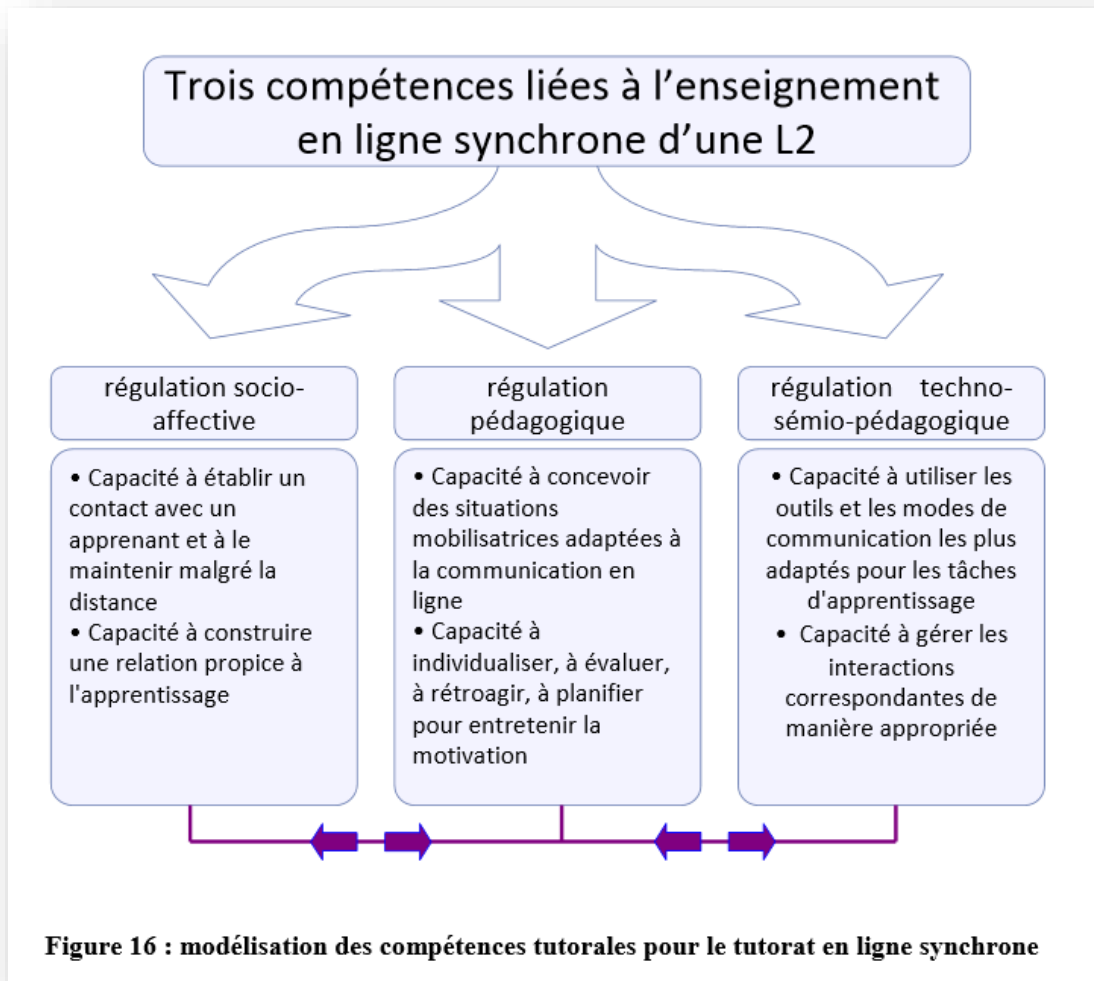 Trois compétences liées à l'enseignement
en ligne synchrone d'une L2
régulation socio-
affective
• Capacité à établir un
contact avec un
apprenant et à le
maintenir malgré la
distance
• Capacité à construire
une relation propice à
l'apprentissage
régulation
pédagogique
• Capacité à concevoir
des situations
mobilisatrices adaptées à
la communication en
ligne
• Capacité à
individualiser, à évaluer,
à rétroagir, à planifier
pour entretenir la
motivation
régulation techno-
sémio-pédagogique
• Capacité à utiliser les
outils et les modes de
communication les plus
adaptés pour les tâches
d'apprentissage
• Capacité à gérer les
interactions
correspondantes de
manière appropriée
Figure 16 : modélisation des compétences tutorales pour le tutorat en ligne synchrone